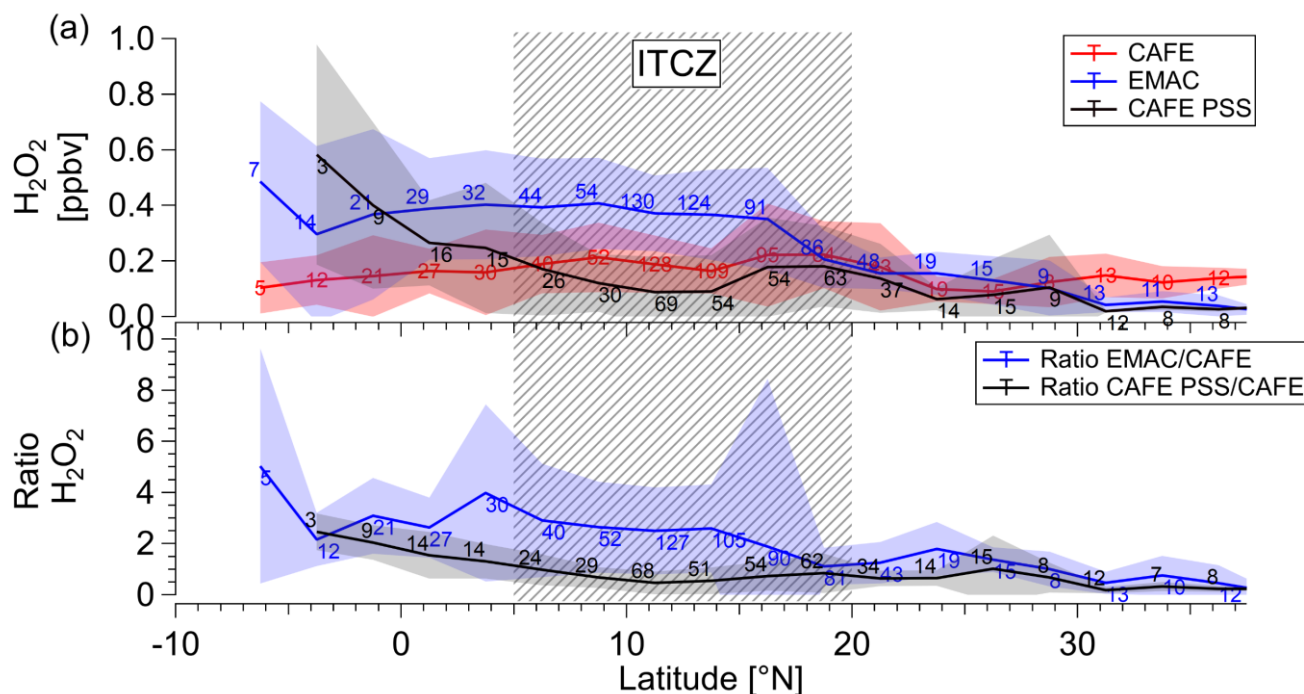 (a)
1.0
0.8
0.6
0.4
0.2
0.0
H₂O₂
[ppbv]
ITCZ
CAFE
EMAC
CAFE PSS
7 14 21 29 32 44 54 130 124 91 86 48 19 15 9 13 11 13
5 12 21 27 30 52 128 109 95 19 15 13 10 12
3 9 16 15 26 30 69 54 54 63 37 14 15 9 12 8 8
(b)
10
8
6
4
2
0
Ratio
H₂O₂
Ratio EMAC/CAFE
Ratio CAFE PSS/CAFE
3 9 14 14 24 29 68 51 54 62 34 14 15 8 12 7 8
5 12 21 27 30 40 52 127 105 90 81 43 19 15 8 13 10 12
-10 0 10 20 30
Latitude [°N]